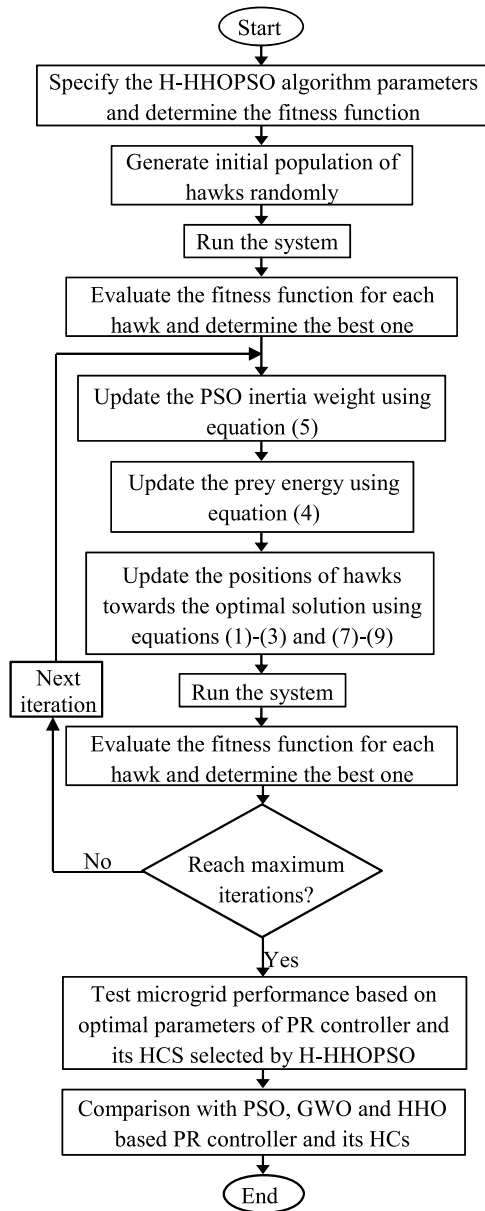 Start
Specify the H-HHOPSO algorithm parameters
and determine the fitness function
Generate initial population of
hawks randomly
Run the system
Evaluate the fitness function for each
hawk and determine the best one
Update the PSO inertia weight using
equation (5)
Update the prey energy using
equation (4)
Update the positions of hawks
towards the optimal solution using
equations (1)-(3) and (7)-(9)
Next
iteration
Run the system
Evaluate the fitness function for each
hawk and determine the best one
No
Reach maximum
iterations?
Yes
Test microgrid performance based on
optimal parameters of PR controller and
its HCS selected by H-HHOPSO
Comparison with PSO, GWO and HHO
based PR controller and its HCs
End